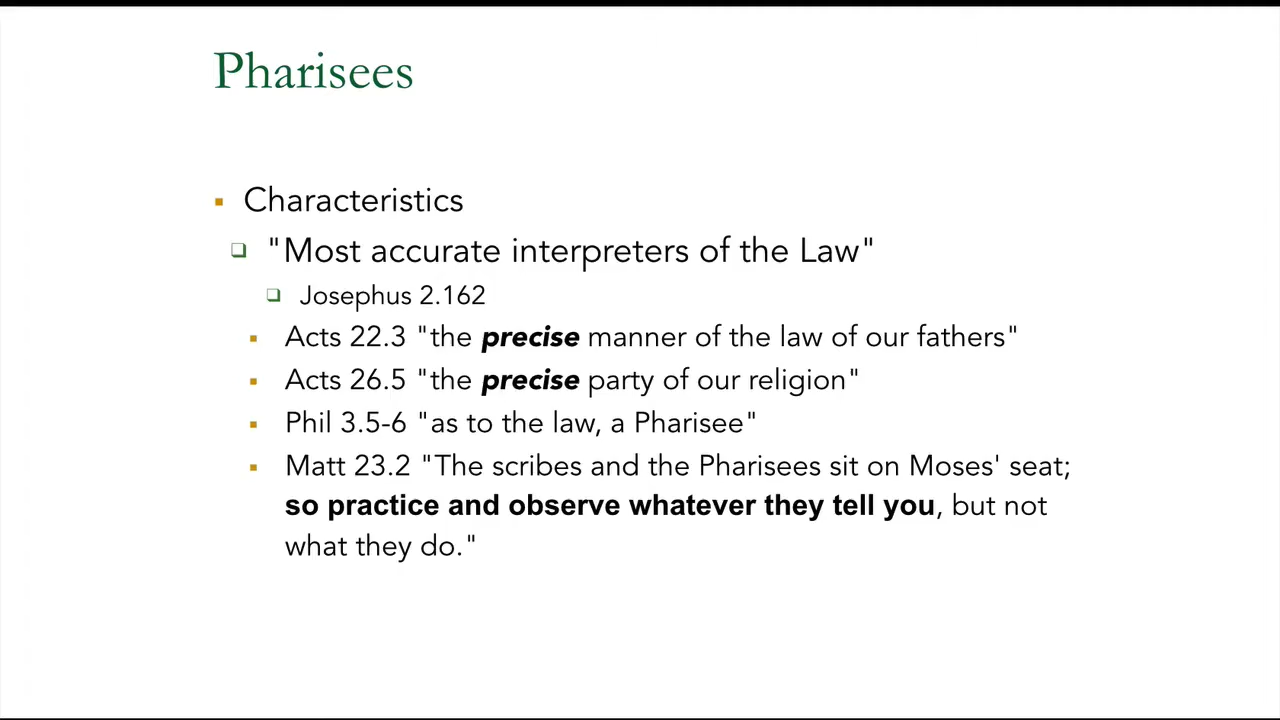 Pharisees
Characteristics
"Most accurate interpreters of the Law"
Josephus 2.162
Acts 22.3 "the precise manner of the law of our fathers"
Acts 26.5 "the precise party of our religion"
Phil 3.5-6 "as to the law, a Pharisee"
Matt 23.2 "The scribes and the Pharisees sit on Moses' seat;
so practice and observe whatever they tell you, but not
what they do."